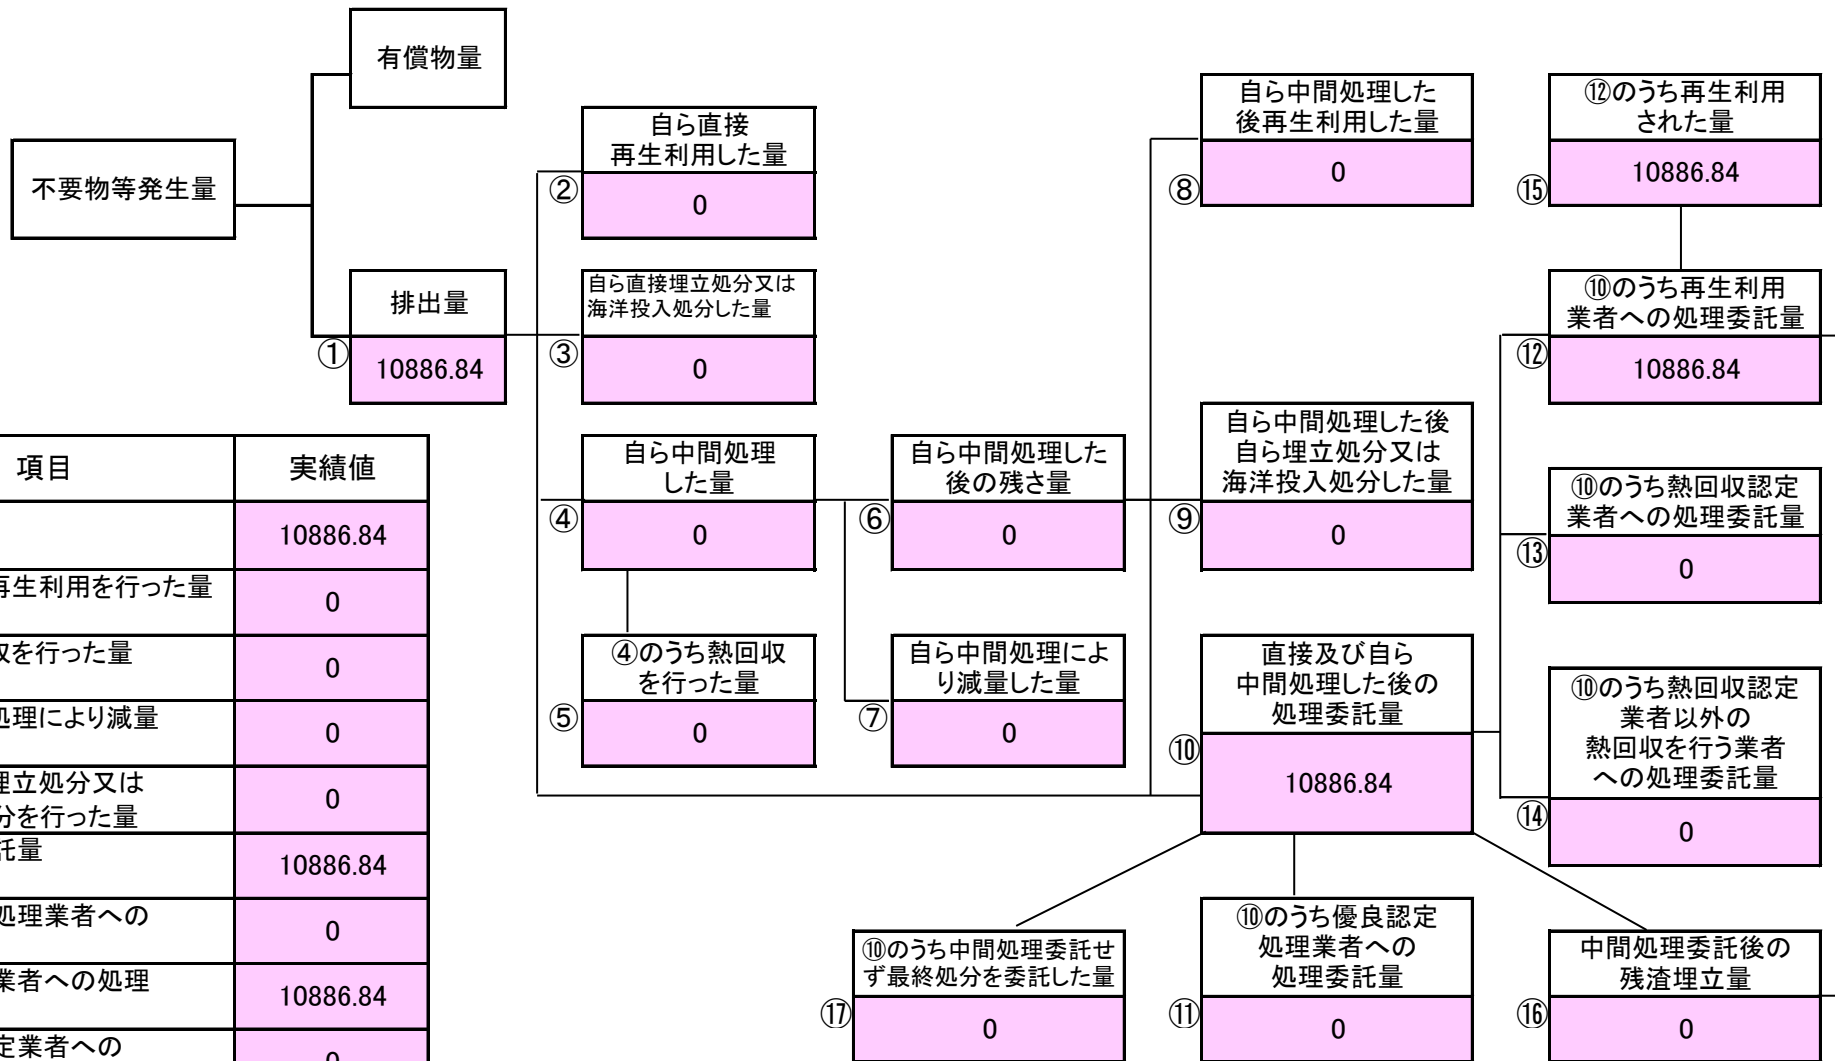 有償物量
不要物等発生量
排出量
①
10886.84
自ら直接
再生利用した量
②
0
自ら直接埋立処分又は
海洋投入処分した量
③
0
自ら中間処理
した量
④
0
④のうち熱回収
を行った量
⑤
0
自ら中間処理した
後の残さ量
⑥
0
自ら中間処理によ
り減量した量
⑦
0
自ら中間処理した
後再生利用した量
⑧
0
自ら中間処理した後
自ら埋立処分又は
海洋投入処分した量
⑨
0
直接及び自ら
中間処理した後の
処理委託量
⑩
10886.84
⑫のうち再生利用
された量
⑮
10886.84
⑩のうち再生利用
業者への処理委託量
⑫
10886.84
⑩のうち熱回収認定
業者への処理委託量
⑬
0
⑩のうち熱回収認定
業者以外の
熱回収を行う業者
への処理委託量
⑭
0
⑩のうち中間処理委託せ
ず最終処分を委託した量
⑰
0
⑩のうち優良認定
処理業者への
処理委託量
⑪
0
中間処理委託後の
残渣埋立量
⑯
0
項目 実績値
10886.84
再生利用を行った量 0
を行った量 0
処理により減量 0
埋立処分又は
分を行った量 0
託量 10886.84
処理業者への 0
業者への処理 10886.84
定業者への 0